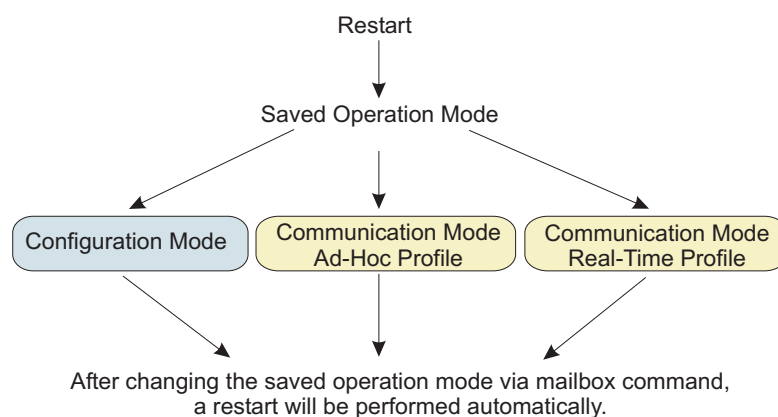 Restart
Saved Operation Mode
Configuration Mode
Communication Mode
Ad-Hoc Profile
Communication Mode
Real-Time Profile
After changing the saved operation mode via mailbox command,
a restart will be performed automatically.